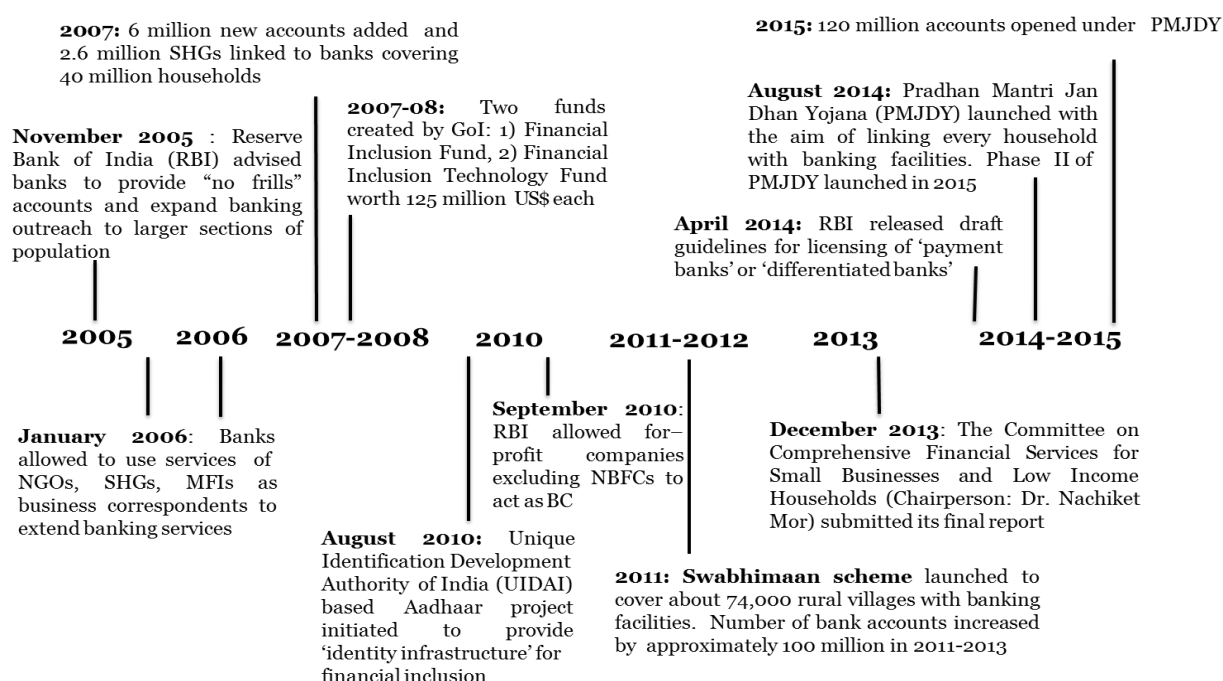 2007: 6 million new accounts added and
2.6 million SHGs linked to banks covering
40 million households
2015: 120 million accounts opened under PMJDY
November 2005 : Reserve
Bank of India (RBI) advised
banks to provide “no frills”
accounts and expand banking
outreach to larger sections of
population
2007-08: Two funds
created by GoI: 1) Financial
Inclusion Fund, 2) Financial
Inclusion Technology Fund
worth 125 million US$ each
August 2014: Pradhan Mantri Jan
Dhan Yojana (PMJDY) launched with
the aim of linking every household
with banking facilities. Phase II of
PMJDY launched in 2015
April 2014: RBI released draft
guidelines for licensing of ‘payment
banks’ or ‘differentiated banks’
2005 2006 2007-2008 2010 2011-2012 2013 2014-2015
January 2006: Banks
allowed to use services of
NGOs, SHGs, MFIs as
business correspondents to
extend banking services
August 2010: Unique
Identification Development
Authority of India (UIDAI)
based Aadhaar project
initiated to provide
‘identity infrastructure’ for
financial inclusion
September 2010:
RBI allowed for–
profit companies
excluding NBFCs to
act as BC
2011: Swabhimaan scheme launched to
cover about 74,000 rural villages with banking
facilities. Number of bank accounts increased
by approximately 100 million in 2011-2013
December 2013: The Committee on
Comprehensive Financial Services for
Small Businesses and Low Income
Households (Chairperson: Dr. Nachiket
Mor) submitted its final report